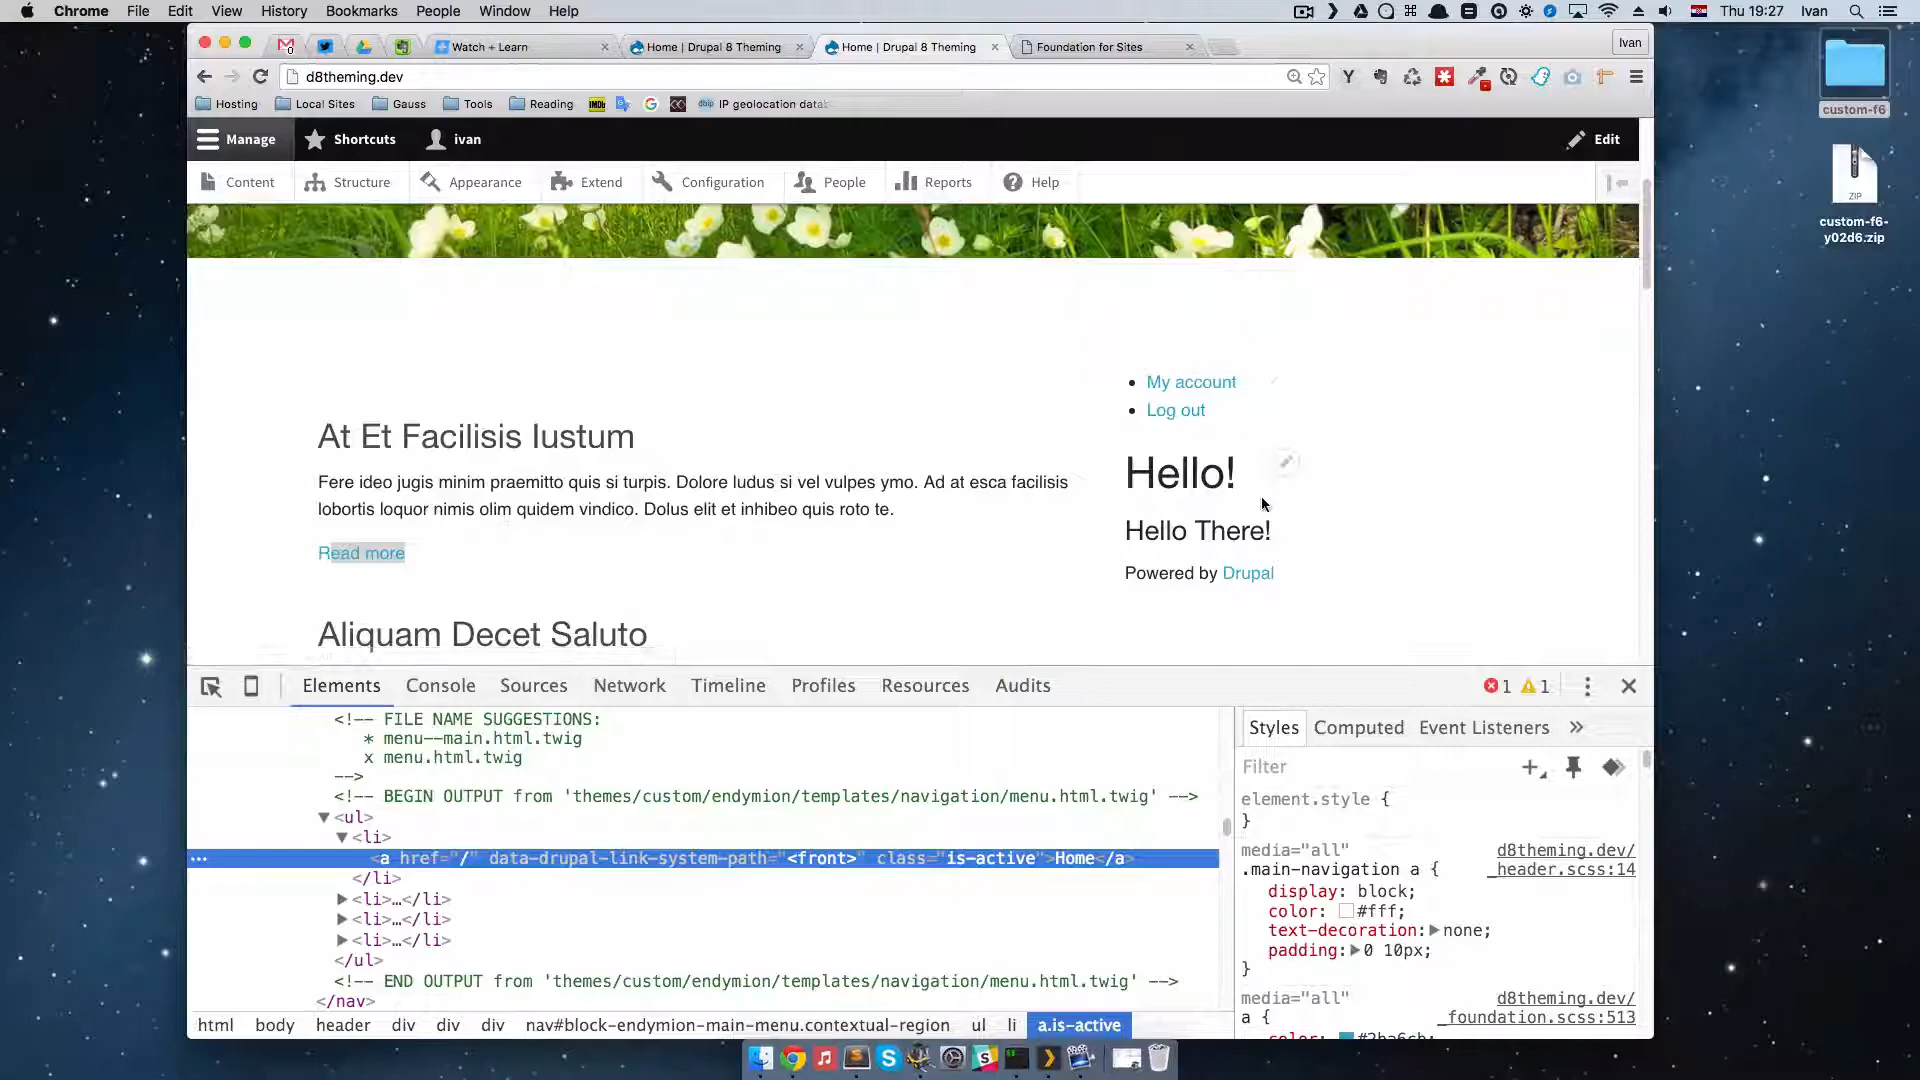 Chrome File Edit View History Bookmarks People Window Help Thu 19:27 Ivan
Watch + Learn Home | Drupal 8 Theming Home | Drupal 8 Theming Foundation for Sites Ivan
d8theming.dev
Hosting Local Sites Gauss Tools Reading IMDb dbip IP geolocation datab
custom-f6
ZIP
custom-f6-
y02d6.zip
Manage Shortcuts ivan Edit
Content Structure Appearance Extend Configuration People Reports Help
My account
Log out
At Et Facilisis Iustum
Fere ideo jugis minim praemitto quis si turpis. Dolore ludus si vel vulpes ymo. Ad at esca facilisis
lobortis loquor nimis olim quidem vindico. Dolus elit et inhibeo quis roto te.
Read more
Hello!
Hello There!
Powered by Drupal
Aliquam Decet Saluto
Elements Console Sources Network Timeline Profiles Resources Audits 1 1
<!-- FILE NAME SUGGESTIONS:
* menu--main.html.twig
x menu.html.twig
-->
<!-- BEGIN OUTPUT from 'themes/custom/endymion/templates/navigation/menu.html.twig' -->
<ul>
<li>
<a href="/" data-drupal-link-system-path="<front>" class="is-active">Home</a>
</li>
<li>…</li>
<li>…</li>
<li>…</li>
</ul>
<!-- END OUTPUT from 'themes/custom/endymion/templates/navigation/menu.html.twig' -->
</nav>
html body header div div div nav#block-endymion-main-menu.contextual-region ul li a.is-active
Styles Computed Event Listeners »
Filter
element.style {
}
media="all" d8theming.dev/
.main-navigation a { _header.scss:14
display: block;
color: #fff;
text-decoration: none;
padding: 0 10px;
}
media="all" d8theming.dev/
a { _foundation.scss:513
color: #2ba6cb;